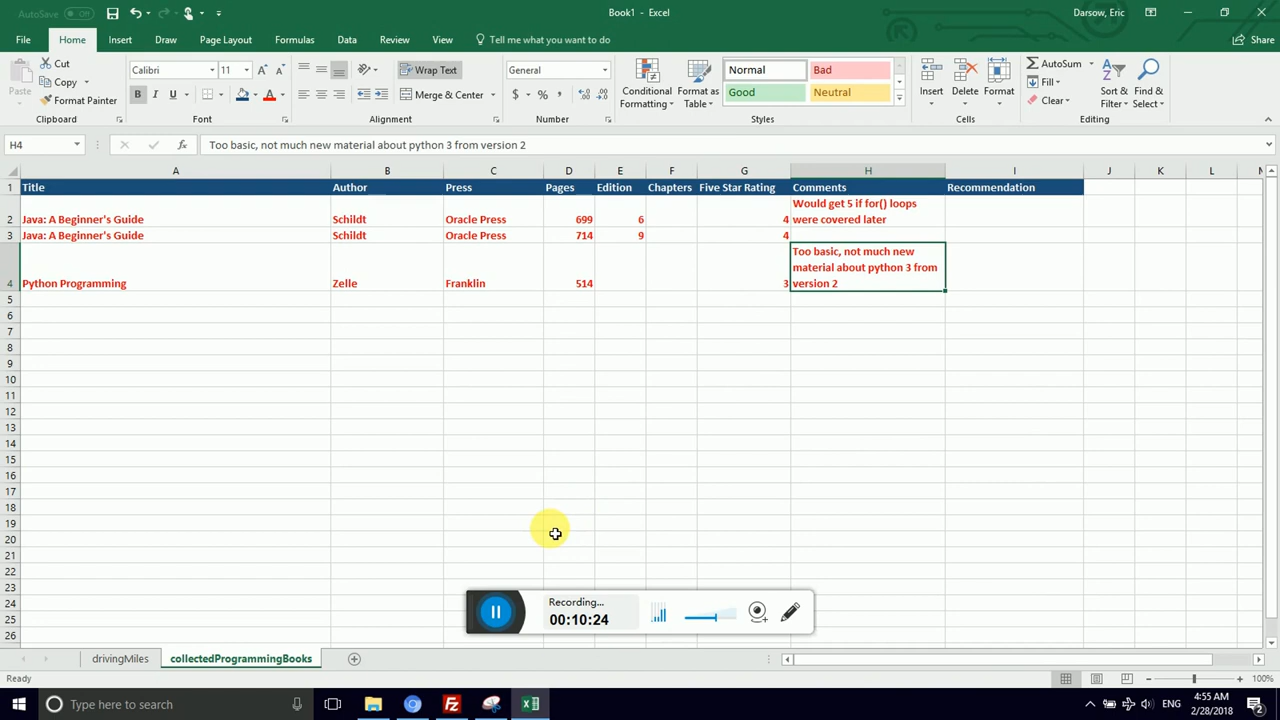 AutoSave Off
Book1 - Excel
Darsow, Eric
File Home Insert Draw Page Layout Formulas Data Review View Tell me what you want to do Share
Paste
Cut
Copy
Format Painter
Calibri 11
B I U
Wrap Text
Merge & Center
General
$ % ,
Conditional Formatting
Format as Table
Normal Bad
Good Neutral
Insert Delete Format
AutoSum
Fill
Clear
Sort & Filter
Find & Select
Clipboard Font Alignment Number Styles Cells Editing
H4 fx Too basic, not much new material about python 3 from version 2
A B C D E F G H I J K L M
1 Title Author Press Pages Edition Chapters Five Star Rating Comments Recommendation
Would get 5 if for() loops
2 Java: A Beginner's Guide Schildt Oracle Press 699 6 4 were covered later
3 Java: A Beginner's Guide Schildt Oracle Press 714 9 4
Too basic, not much new
material about python 3 from
4 Python Programming Zelle Franklin 514 3 version 2
5
6
7
8
9
10
11
12
13
14
15
16
17
18
19
20
21
22
23
24
25
26
Recording...
00:10:24
drivingMiles collectedProgrammingBooks
Ready
100%
Type here to search
ENG
4:55 AM
2/28/2018
2